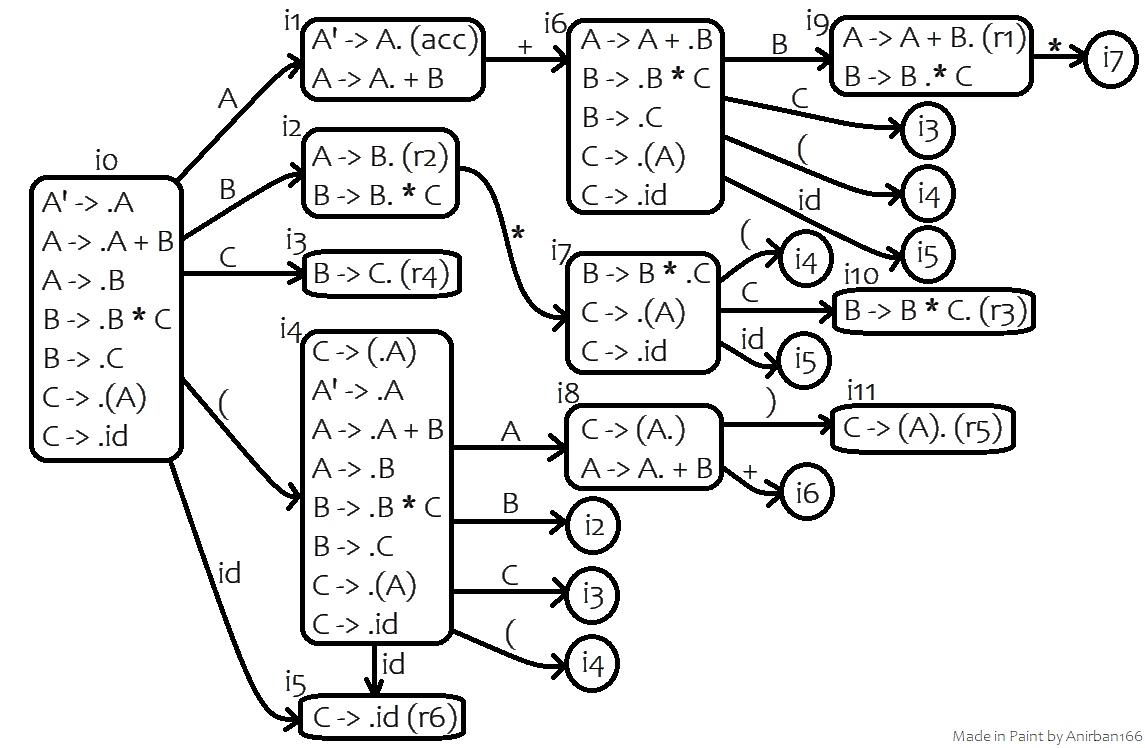 i0
A' -> .A
A -> .A + B
A -> .B
B -> .B * C
B -> .C
C -> .(A)
C -> .id
A
B
C
(
id
i1
A' -> A. (acc)
A -> A. + B
+
i2
A -> B. (r2)
B -> B. * C
*
i3
B -> C. (r4)
i4
C -> (.A)
A' -> .A
A -> .A + B
A -> .B
B -> .B * C
B -> .C
C -> .(A)
C -> .id
A
B
i2
C
i3
(
i4
id
i5
C -> .id (r6)
i6
A -> A + .B
B -> .B * C
B -> .C
C -> .(A)
C -> .id
B
C
i3
(
i4
id
i5
i7
B -> B * .C
C -> .(A)
C -> .id
(
i4
C
id
i5
i8
C -> (A.)
A -> A. + B
)
+
i6
i9
A -> A + B. (r1)
B -> B .* C
*
i7
i10
B -> B * C. (r3)
i11
C -> (A). (r5)
Made in Paint by Anirban166